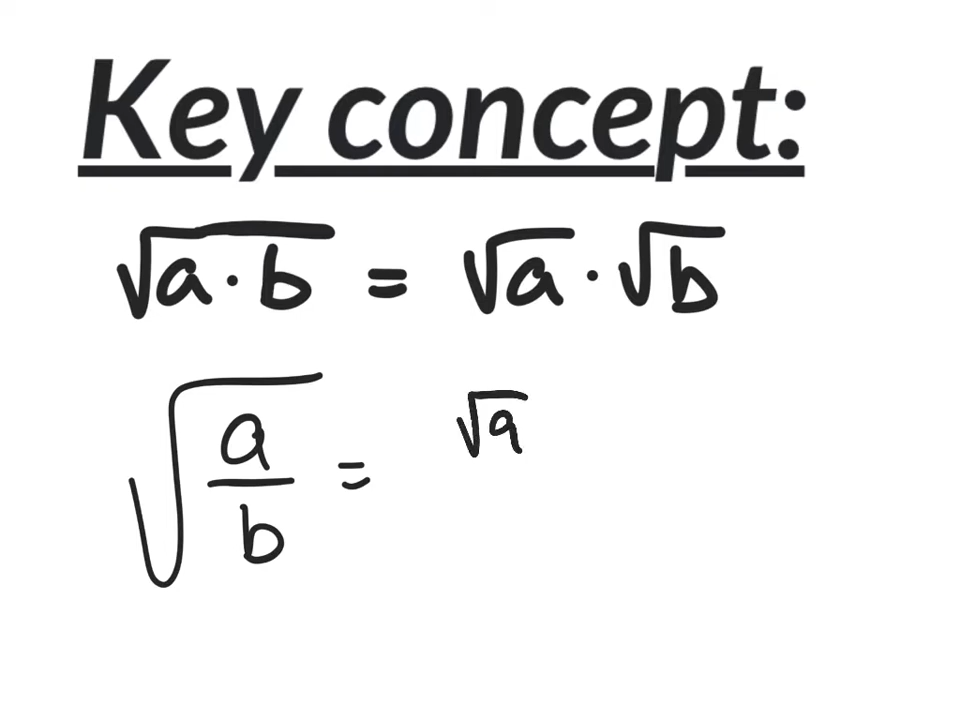 Key concept:
√a·b = √a · √b
√a/b = √a